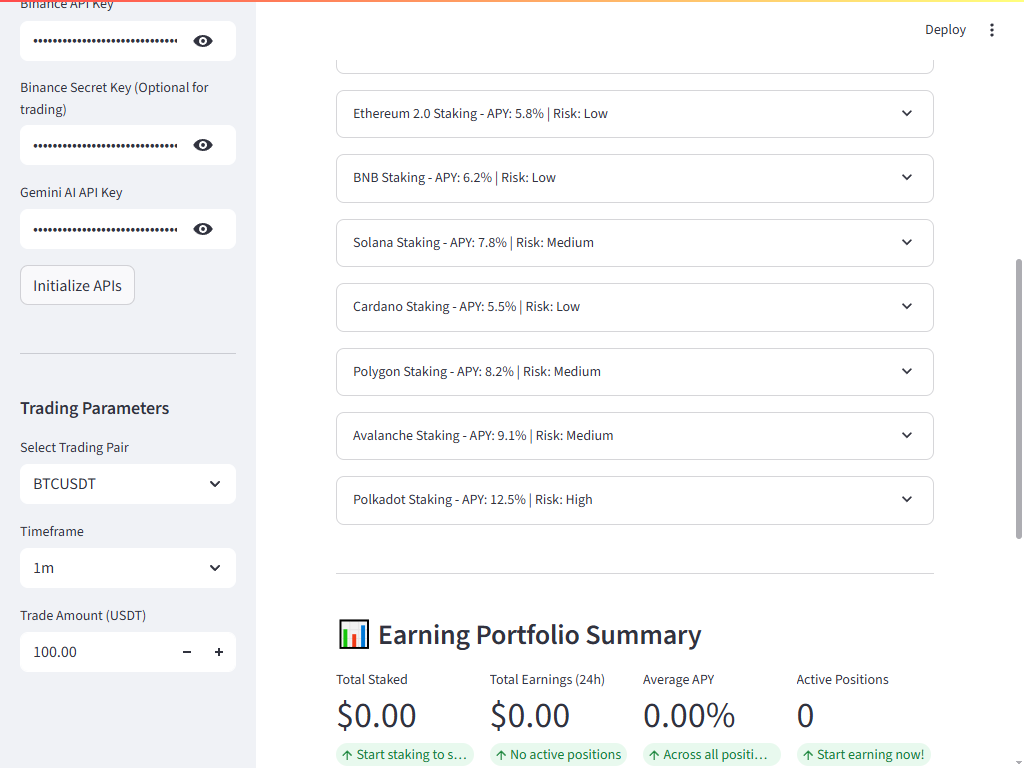 Binance API Key
Binance Secret Key (Optional for
trading)
Gemini AI API Key
Initialize APIs
Trading Parameters
Select Trading Pair
BTCUSDT
Timeframe
1m
Trade Amount (USDT)
100.00
Deploy
Ethereum 2.0 Staking - APY: 5.8% | Risk: Low
BNB Staking - APY: 6.2% | Risk: Low
Solana Staking - APY: 7.8% | Risk: Medium
Cardano Staking - APY: 5.5% | Risk: Low
Polygon Staking - APY: 8.2% | Risk: Medium
Avalanche Staking - APY: 9.1% | Risk: Medium
Polkadot Staking - APY: 12.5% | Risk: High
Earning Portfolio Summary
Total Staked
$0.00
↑ Start staking to s...
Total Earnings (24h)
$0.00
↑ No active positions
Average APY
0.00%
↑ Across all positi...
Active Positions
0
↑ Start earning now!